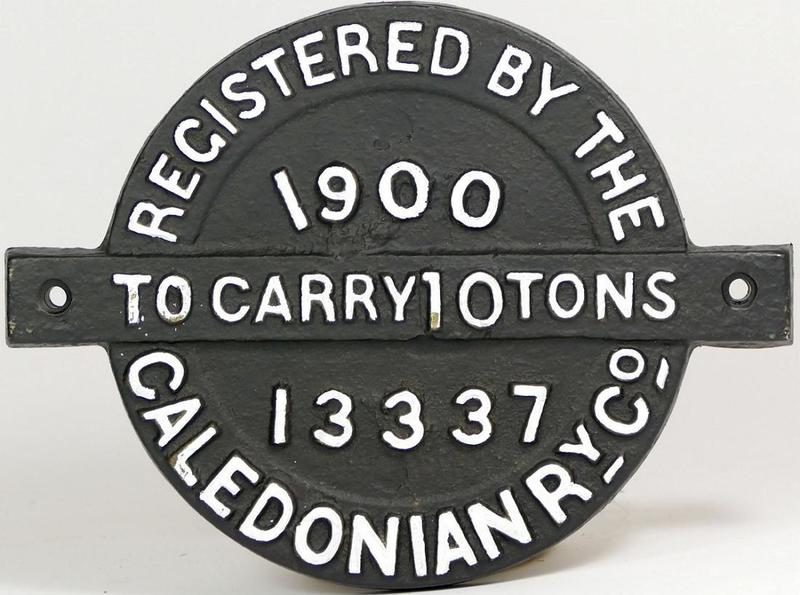 REGISTERED BY THE
1900
TO CARRY 10 TONS
13337
CALEDONIAN RY Co